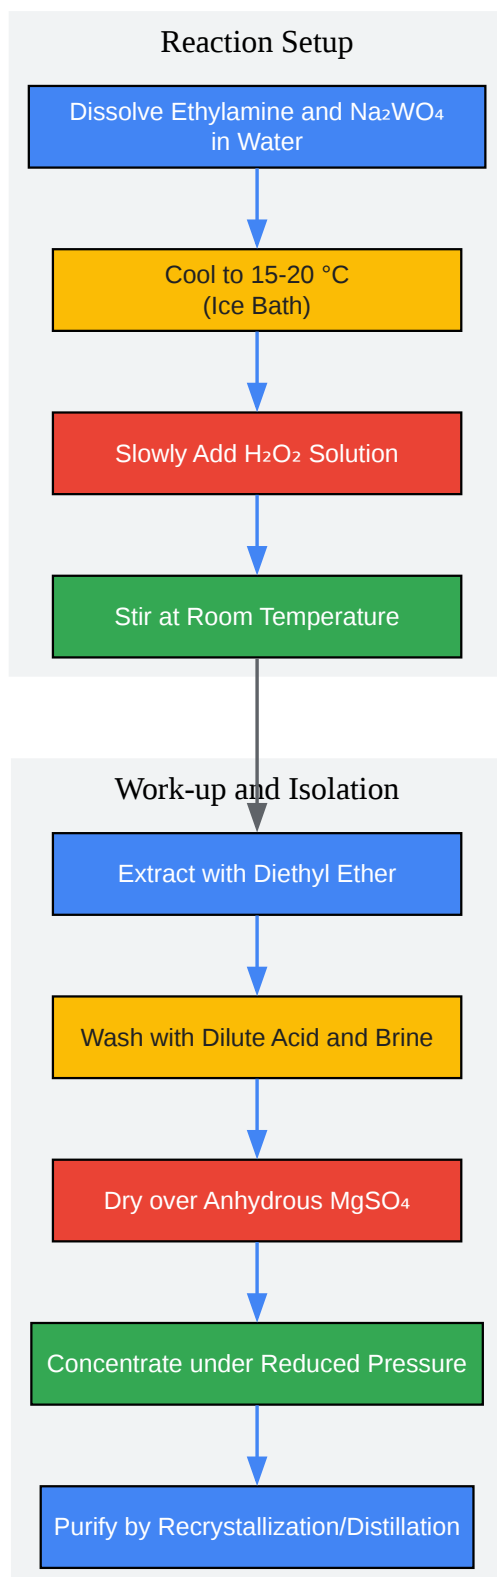 Reaction Setup
Dissolve Ethylamine and Na₂WO₄
in Water
Cool to 15-20 °C
(Ice Bath)
Slowly Add H₂O₂ Solution
Stir at Room Temperature
Work-up and Isolation
Extract with Diethyl Ether
Wash with Dilute Acid and Brine
Dry over Anhydrous MgSO₄
Concentrate under Reduced Pressure
Purify by Recrystallization/Distillation